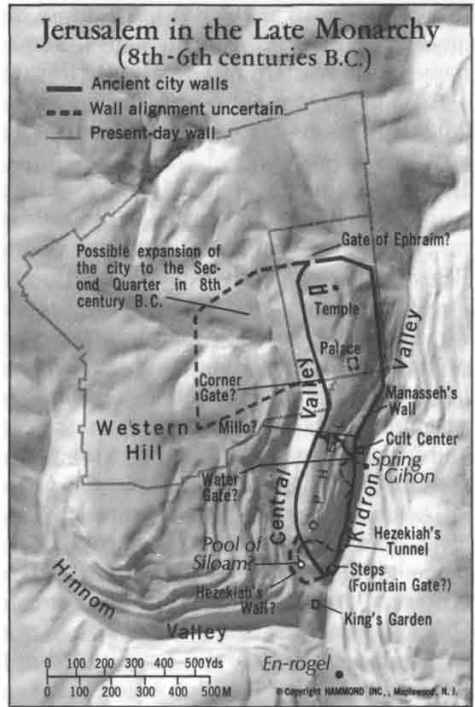 Jerusalem in the Late Monarchy
(8th-6th centuries B.C.)
Ancient city walls
Wall alignment uncertain
Present-day wall
Gate of Ephraim?
Possible expansion of
the city to the Sec-
ond Quarter in 8th
century B.C.
Temple
Palace
Valley
Corner
Gate?
Manasseh's
Wall
Western
Hill
Millo?
Cult Center
Spring
Gihon
Water
Gate?
Central Valley
OPHEL
Kidron
Hezekiah's
Tunnel
Pool of
Siloam?
Steps
(Fountain Gate?)
Hezekiah's
Wall?
King's Garden
Hinnom
Valley
En-rogel
0 100 200 300 400 500Yds
0 100 200 300 400 500M
© Copyright HAMMOND INC., Maplewood, N. J.